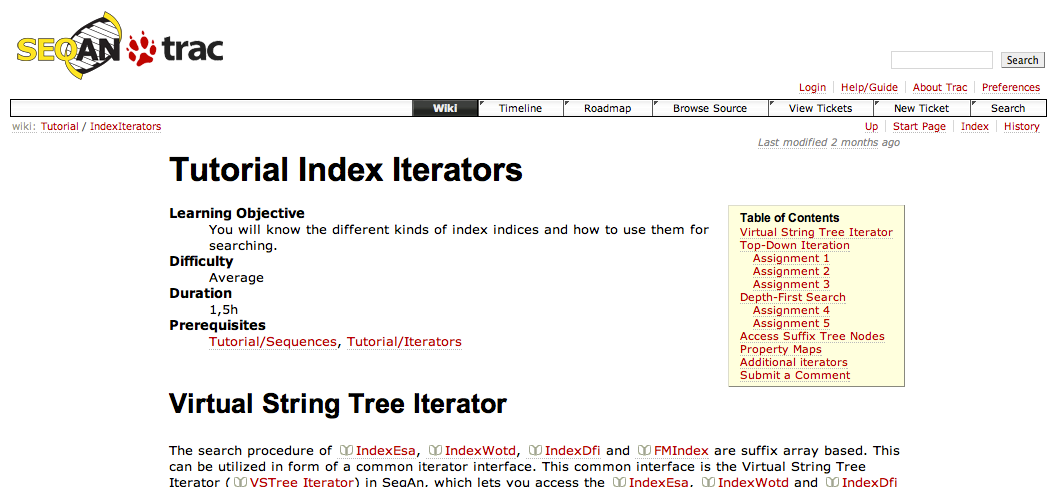 SEQAN trac
Search
Login Help/Guide About Trac Preferences
Wiki Timeline Roadmap Browse Source View Tickets New Ticket Search
wiki: Tutorial / IndexIterators
Up Start Page Index History
Last modified 2 months ago
Tutorial Index Iterators
Learning Objective
You will know the different kinds of index indices and how to use them for
searching.
Difficulty
Average
Duration
1,5h
Prerequisites
Tutorial/Sequences, Tutorial/Iterators
Table of Contents
Virtual String Tree Iterator
Top-Down Iteration
Assignment 1
Assignment 2
Assignment 3
Depth-First Search
Assignment 4
Assignment 5
Access Suffix Tree Nodes
Property Maps
Additional iterators
Submit a Comment
Virtual String Tree Iterator
The search procedure of IndexEsa, IndexWotd, IndexDfi and FMIndex are suffix array based. This
can be utilized in form of a common iterator interface. This common interface is the Virtual String Tree
Iterator (VSTree Iterator) in SeqAn, which lets you access the IndexEsa, IndexWotd and IndexDfi